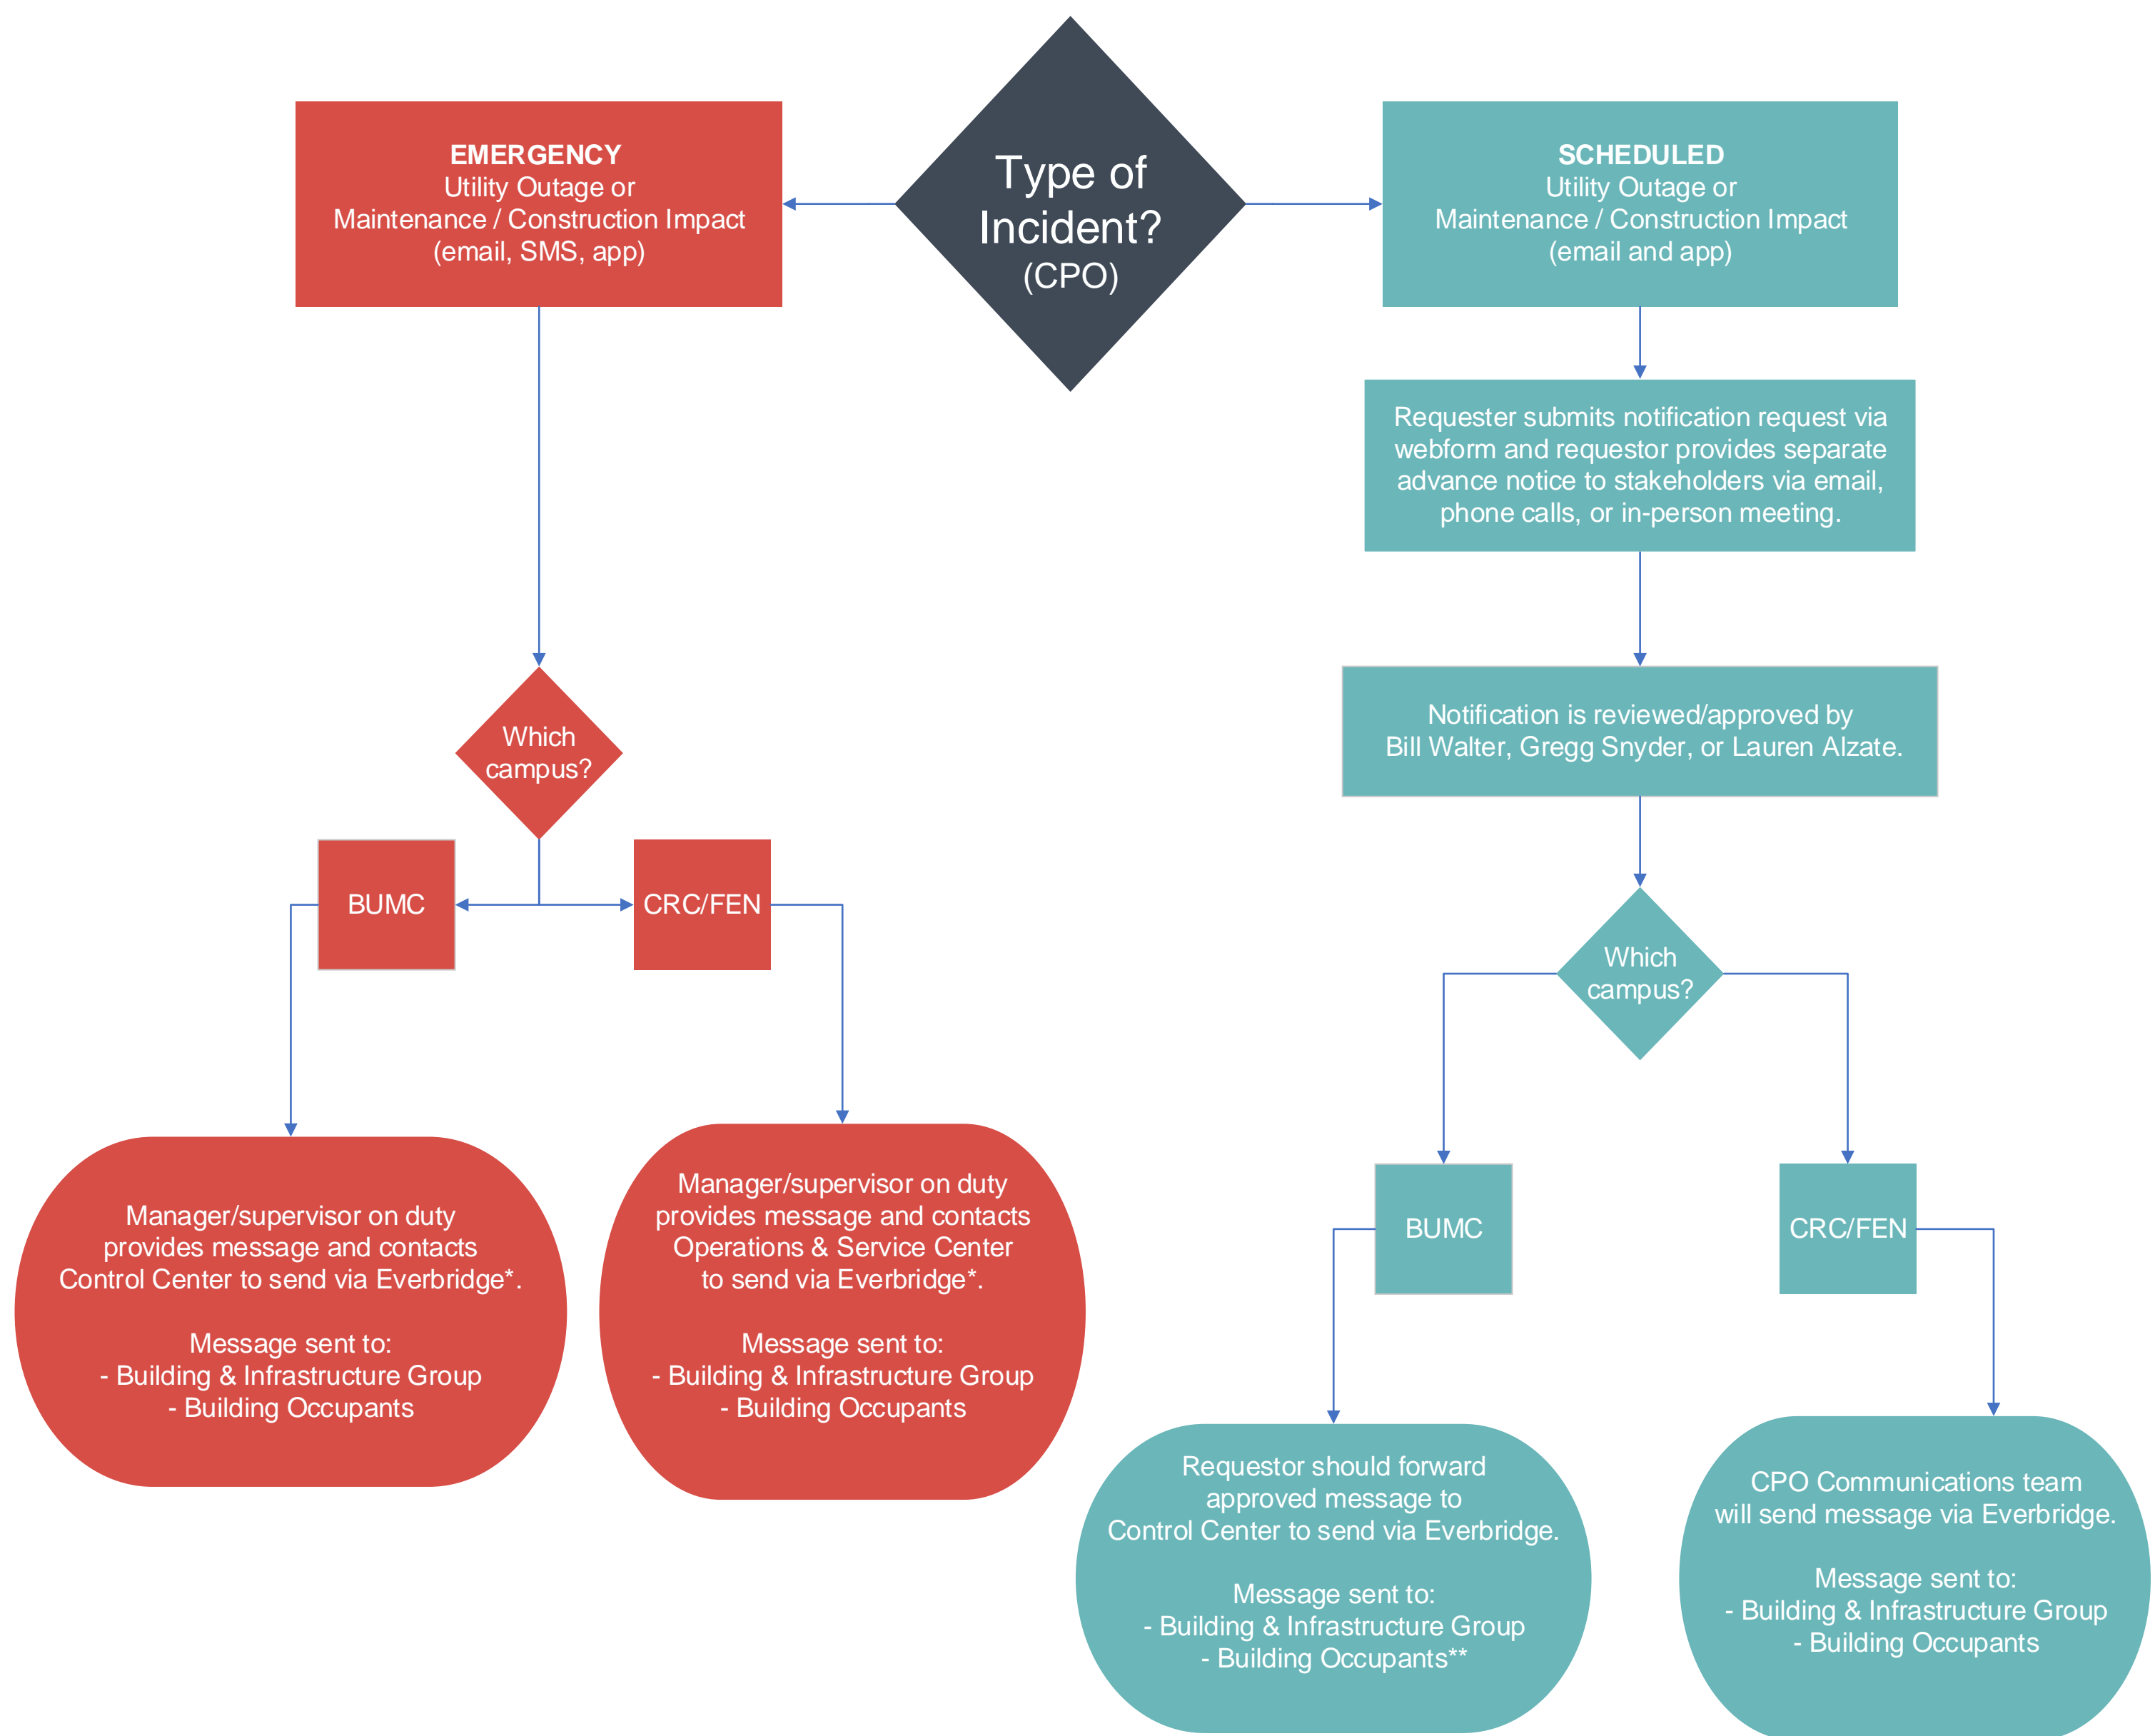 Type of
Incident?
(CPO)
EMERGENCY
Utility Outage or
Maintenance / Construction Impact
(email, SMS, app)
SCHEDULED
Utility Outage or
Maintenance / Construction Impact
(email and app)
Requester submits notification request via
webform and requestor provides separate
advance notice to stakeholders via email,
phone calls, or in-person meeting.
Notification is reviewed/approved by
Bill Walter, Gregg Snyder, or Lauren Alzate.
Which
campus?
BUMC
CRC/FEN
Manager/supervisor on duty
provides message and contacts
Control Center to send via Everbridge*.
Message sent to:
- Building & Infrastructure Group
- Building Occupants
Manager/supervisor on duty
provides message and contacts
Operations & Service Center
to send via Everbridge*.
Message sent to:
- Building & Infrastructure Group
- Building Occupants
Which
campus?
BUMC
CRC/FEN
Requestor should forward
approved message to
Control Center to send via Everbridge.
Message sent to:
- Building & Infrastructure Group
- Building Occupants**
CPO Communications team
will send message via Everbridge.
Message sent to:
- Building & Infrastructure Group
- Building Occupants